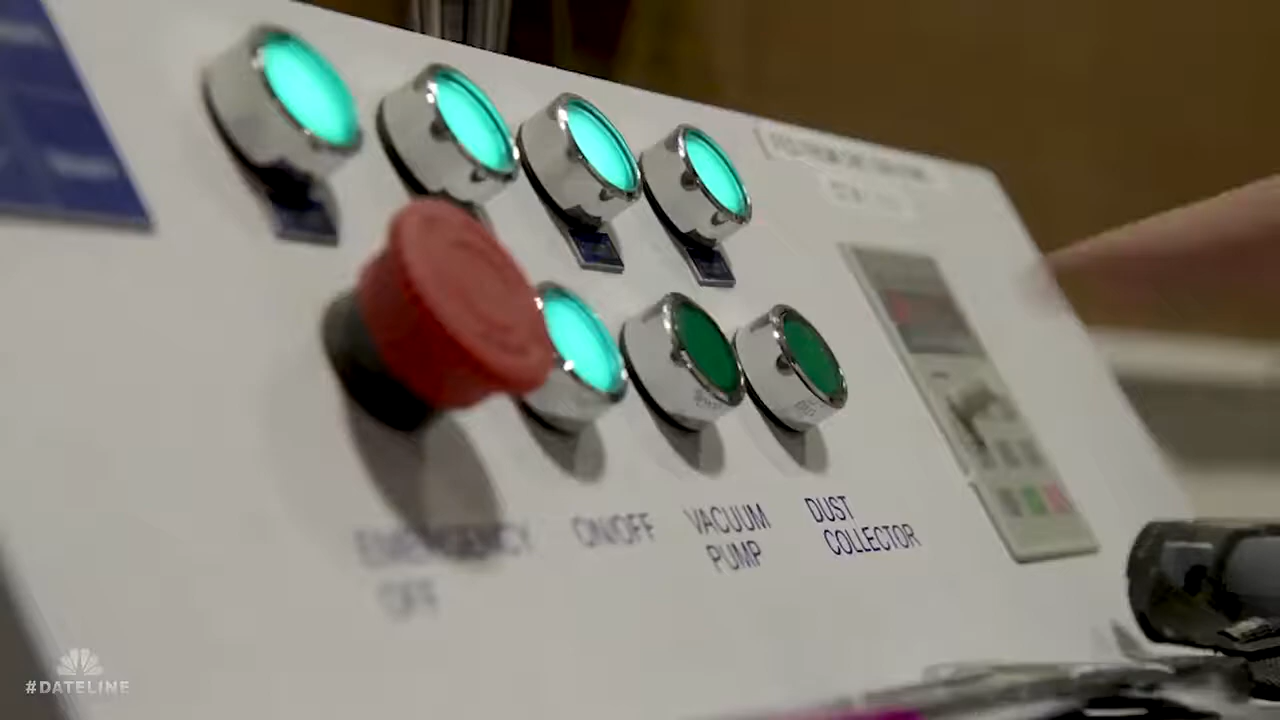 EMERGENCY
OFF
ON/OFF
VACUUM
PUMP
DUST
COLLECTOR
#DATELINE